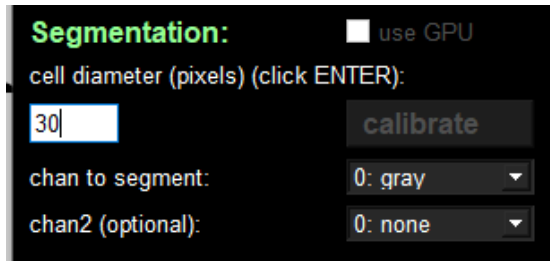 Segmentation: use GPU
cell diameter (pixels) (click ENTER):
30 calibrate
chan to segment: 0: gray
chan2 (optional): 0: none